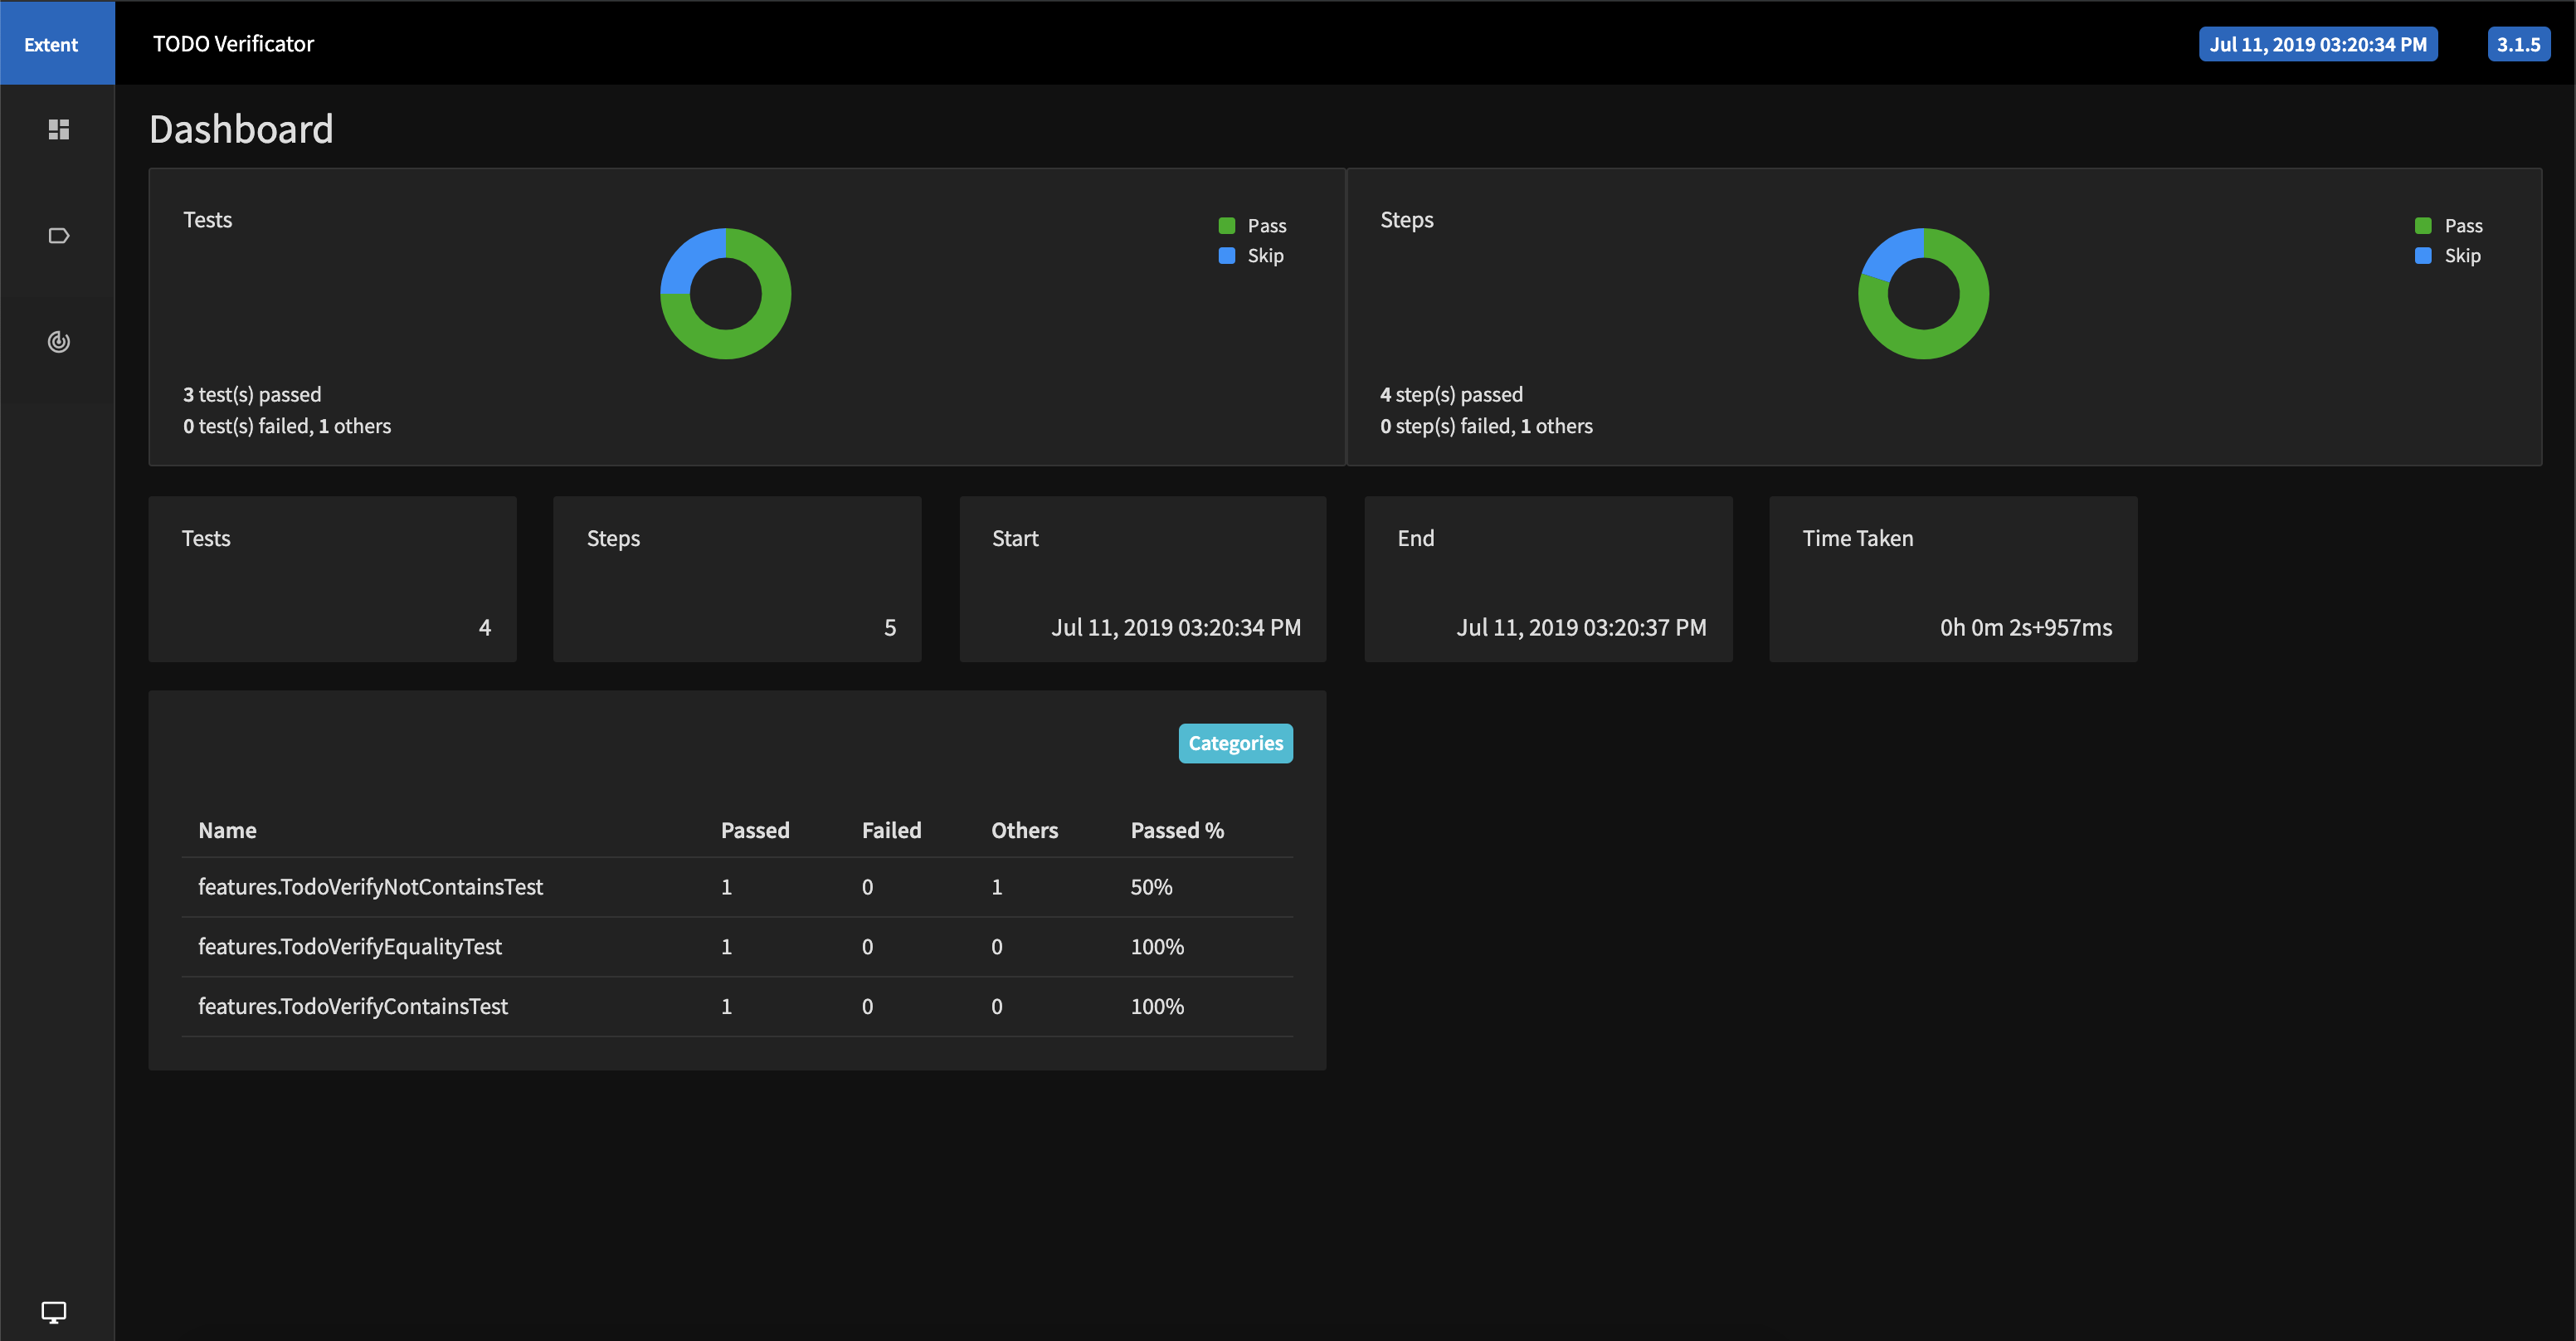 Extent
TODO Verificator
Jul 11, 2019 03:20:34 PM
3.1.5
Dashboard
Tests
Pass
Skip
3 test(s) passed
0 test(s) failed, 1 others
Steps
Pass
Skip
4 step(s) passed
0 step(s) failed, 1 others
Tests
4
Steps
5
Start
Jul 11, 2019 03:20:34 PM
End
Jul 11, 2019 03:20:37 PM
Time Taken
0h 0m 2s+957ms
Categories
Name Passed Failed Others Passed %
features.TodoVerifyNotContainsTest 1 0 1 50%
features.TodoVerifyEqualityTest 1 0 0 100%
features.TodoVerifyContainsTest 1 0 0 100%